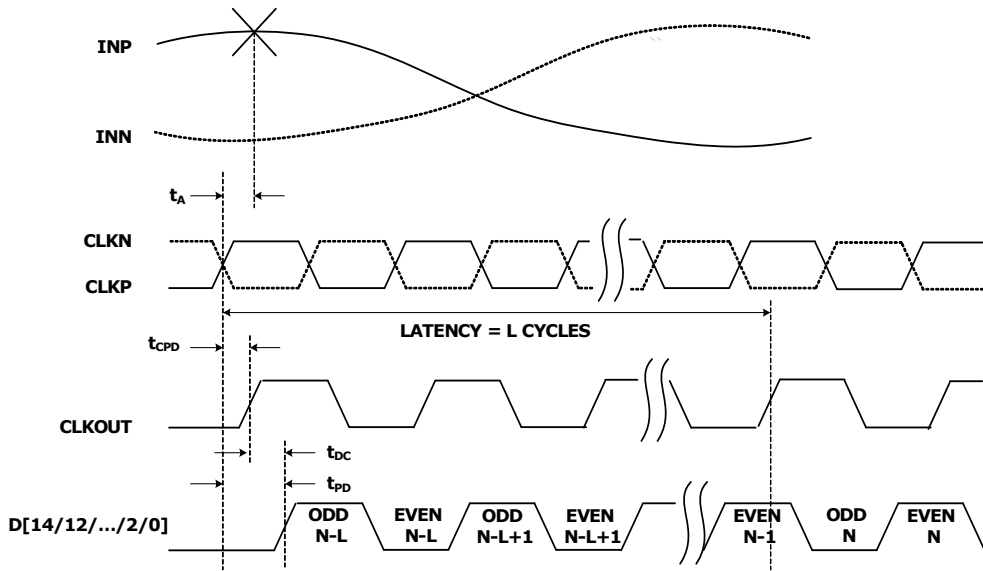 INP
INN
tA
CLKN
CLKP
LATENCY = L CYCLES
tCPD
CLKOUT
tDC
tPD
D[14/12/.../2/0]
ODD
N-L
EVEN
N-L
ODD
N-L+1
EVEN
N-L+1
EVEN
N-1
ODD
N
EVEN
N